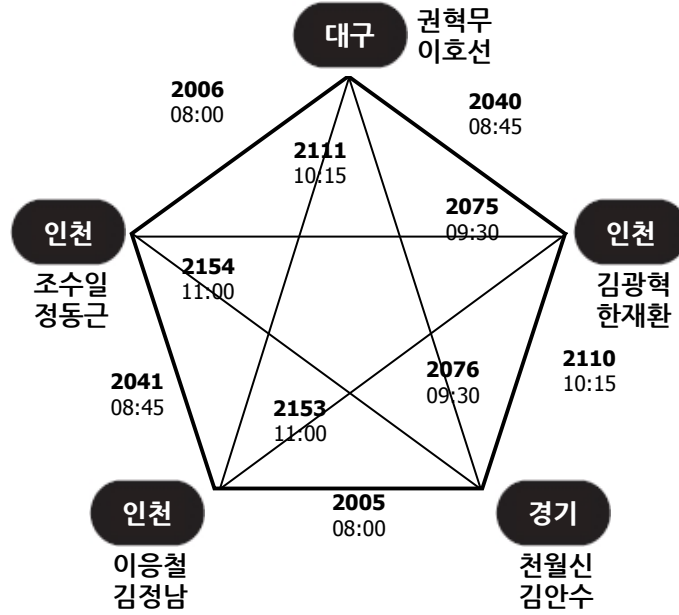 대구
권혁무
이호선
2006
08:00
2040
08:45
2111
10:15
2075
09:30
인천
조수일
정동근
인천
김광혁
한재환
2154
11:00
2041
08:45
2153
11:00
2076
09:30
2110
10:15
인천
이응철
김정남
2005
08:00
경기
천월신
김안수